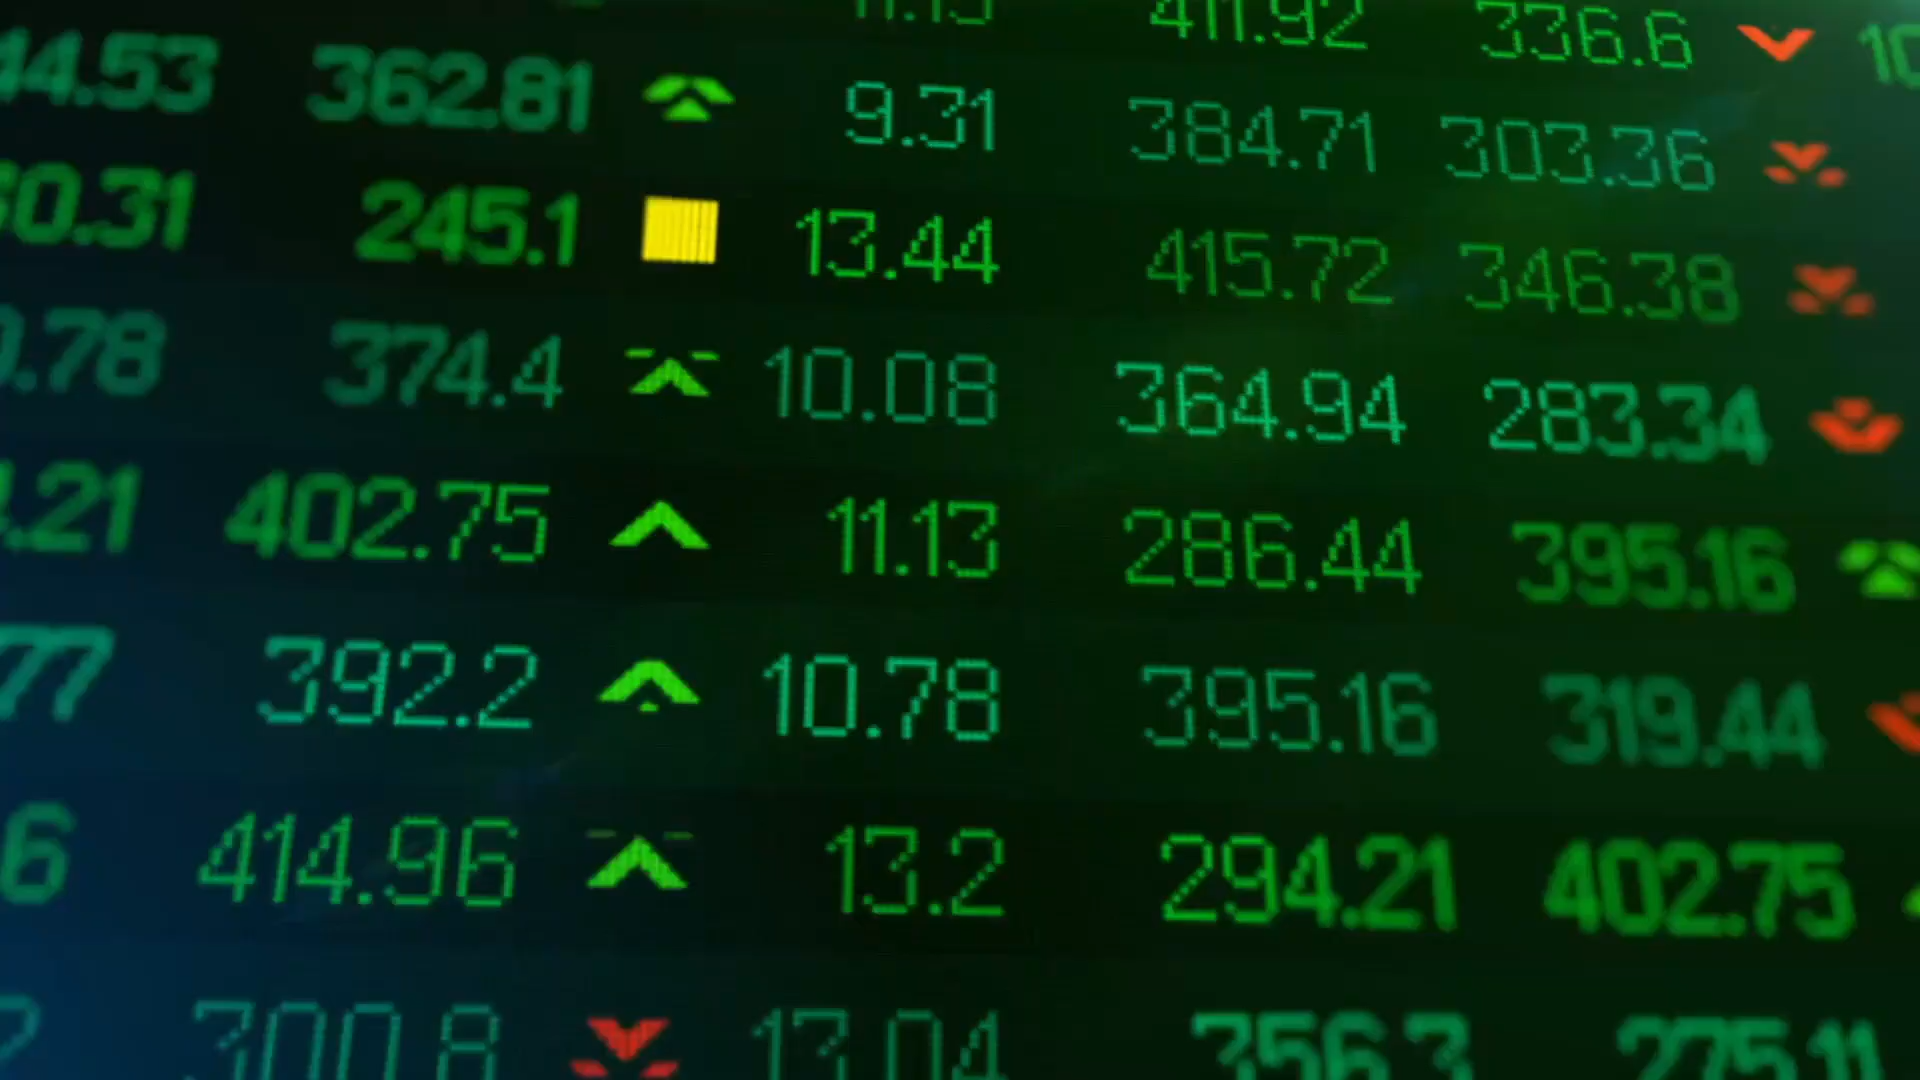 11.13 411.92 336.6
44.53 362.81 9.31 384.71 303.36
60.31 245.1 13.44 415.72 346.38
.78 374.4 10.08 364.94 283.34
.21 402.75 11.13 286.44 395.16
77 392.2 10.78 395.16 319.44
6 414.96 13.2 294.21 402.75
300.8 13.04 356.3 275.11